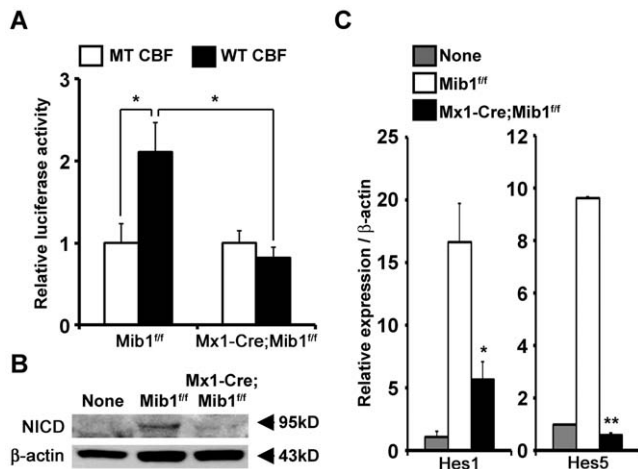 A
MT CBF WT CBF
Relative luciferase activity
3
2
1
0
* *
Mib1f/f Mx1-Cre;Mib1f/f
B
None Mib1f/f Mx1-Cre; Mib1f/f
NICD 95kD
β-actin 43kD
C
None
Mib1f/f
Mx1-Cre;Mib1f/f
Relative expression / β-actin
25
20
15
10
5
0
*
Hes1
12
10
8
6
4
2
0
**
Hes5